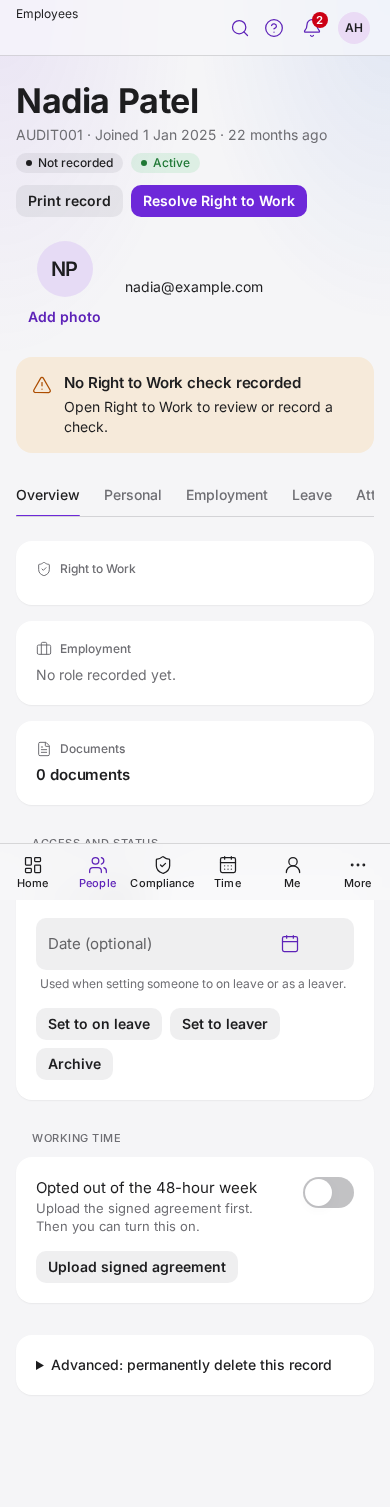 Employees
2
AH
Nadia Patel
AUDIT001 · Joined 1 Jan 2025 · 22 months ago
Not recorded
Active
Print record
Resolve Right to Work
NP
Add photo
nadia@example.com
No Right to Work check recorded
Open Right to Work to review or record a
check.
Overview
Personal
Employment
Leave
Att
Right to Work
Employment
No role recorded yet.
Documents
0 documents
ACCESS AND STATUS
Home
People
Compliance
Time
Me
More
Date (optional)
Used when setting someone to on leave or as a leaver.
Set to on leave
Set to leaver
Archive
WORKING TIME
Opted out of the 48-hour week
Upload the signed agreement first.
Then you can turn this on.
Upload signed agreement
Advanced: permanently delete this record